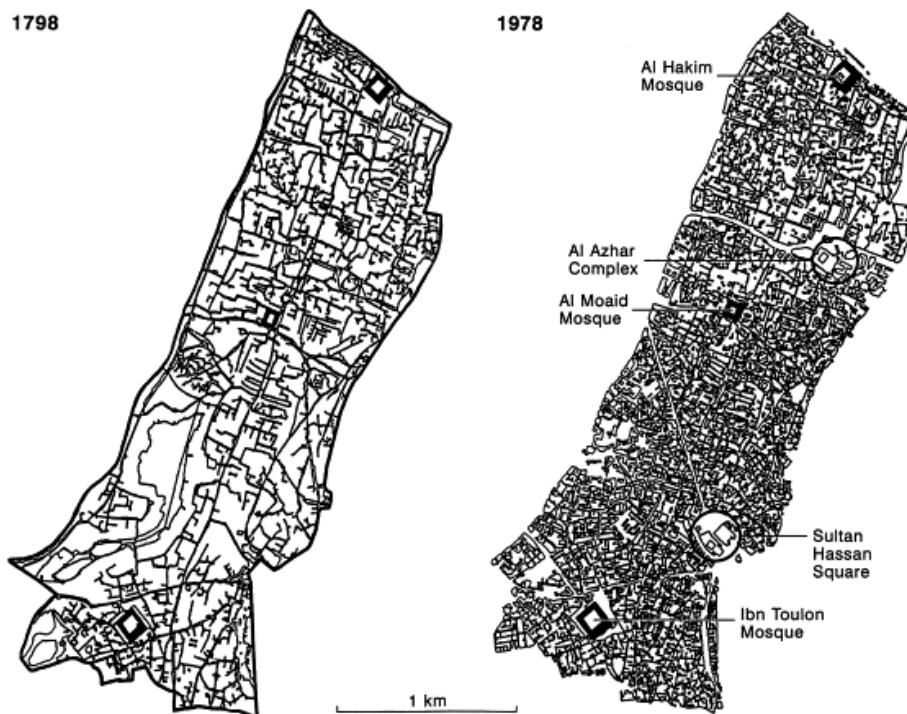 1798
1978
Al Hakim
Mosque
Al Azhar
Complex
Al Moaid
Mosque
Sultan
Hassan
Square
Ibn Toulon
Mosque
1 km